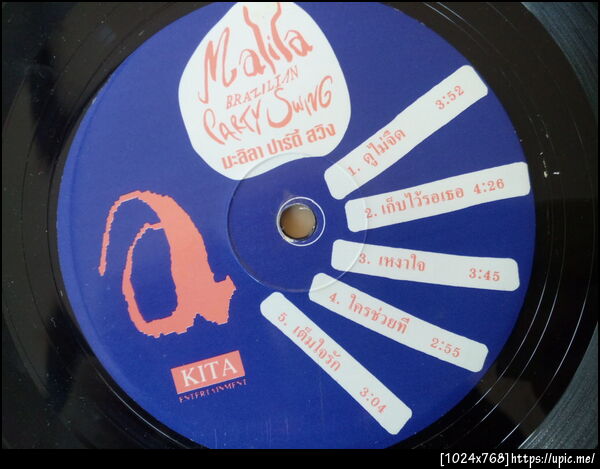 Malila
BRAZILIAN
PARTY SWING
มะลิลา ปาร์ตี้ สวิง
1. ดูไม่จืด 3:52
2. เก็บไว้รอเธอ 4:26
3. เหงาใจ 3:45
4. ใครช่วยที 2:55
5. เต็มใจรัก 3:04
a
KITA
ENTERTAINMENT
[1024x768]https://upic.me/